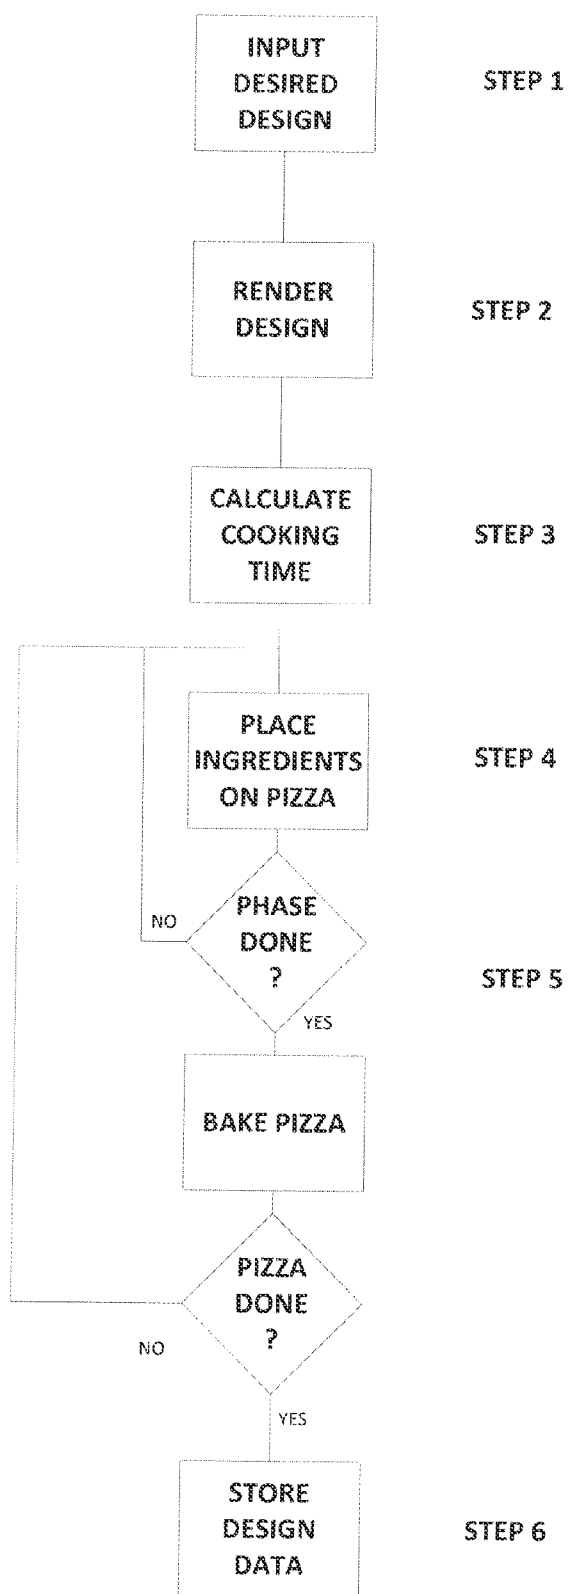 INPUT
DESIRED
DESIGN
STEP 1
RENDER
DESIGN
STEP 2
CALCULATE
COOKING
TIME
STEP 3
PLACE
INGREDIENTS
ON PIZZA
STEP 4
PHASE
DONE
?
NO
YES
STEP 5
BAKE PIZZA
PIZZA
DONE
?
NO
YES
STORE
DESIGN
DATA
STEP 6